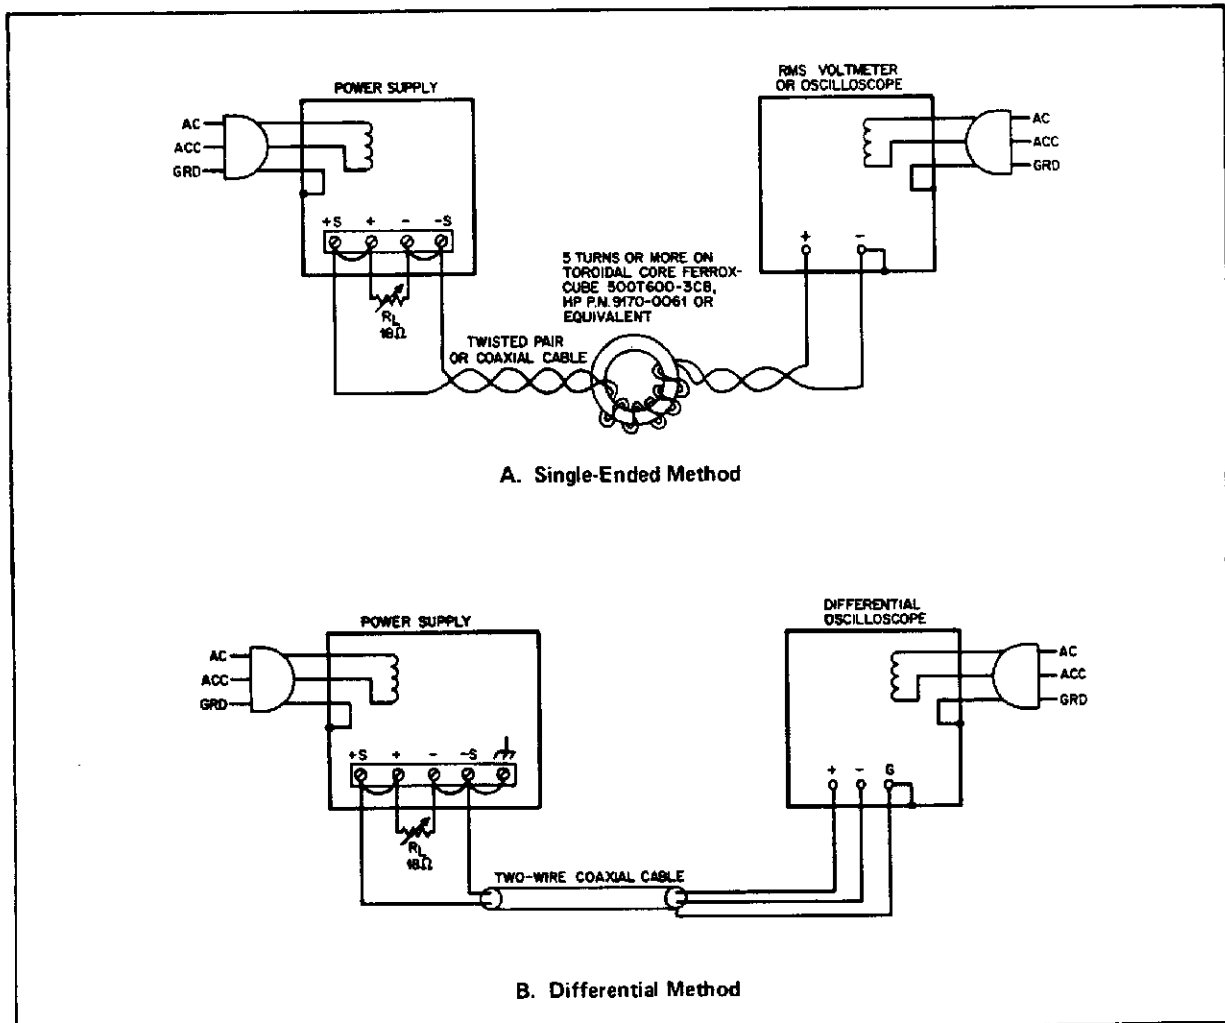 POWER SUPPLY
RMS VOLTMETER
OR OSCILLOSCOPE
AC
ACC
GRD
AC
ACC
GRD
+S + - -S
+ -
RL
18Ω
5 TURNS OR MORE ON
TOROIDAL CORE FERROX-
CUBE 500T600-3C8,
HP P.N. 9170-0061 OR
EQUIVALENT
TWISTED PAIR
OR COAXIAL CABLE
A. Single-Ended Method
POWER SUPPLY
DIFFERENTIAL
OSCILLOSCOPE
AC
ACC
GRD
AC
ACC
GRD
+S + - -S
+ - G
RL
18Ω
TWO-WIRE COAXIAL CABLE
B. Differential Method